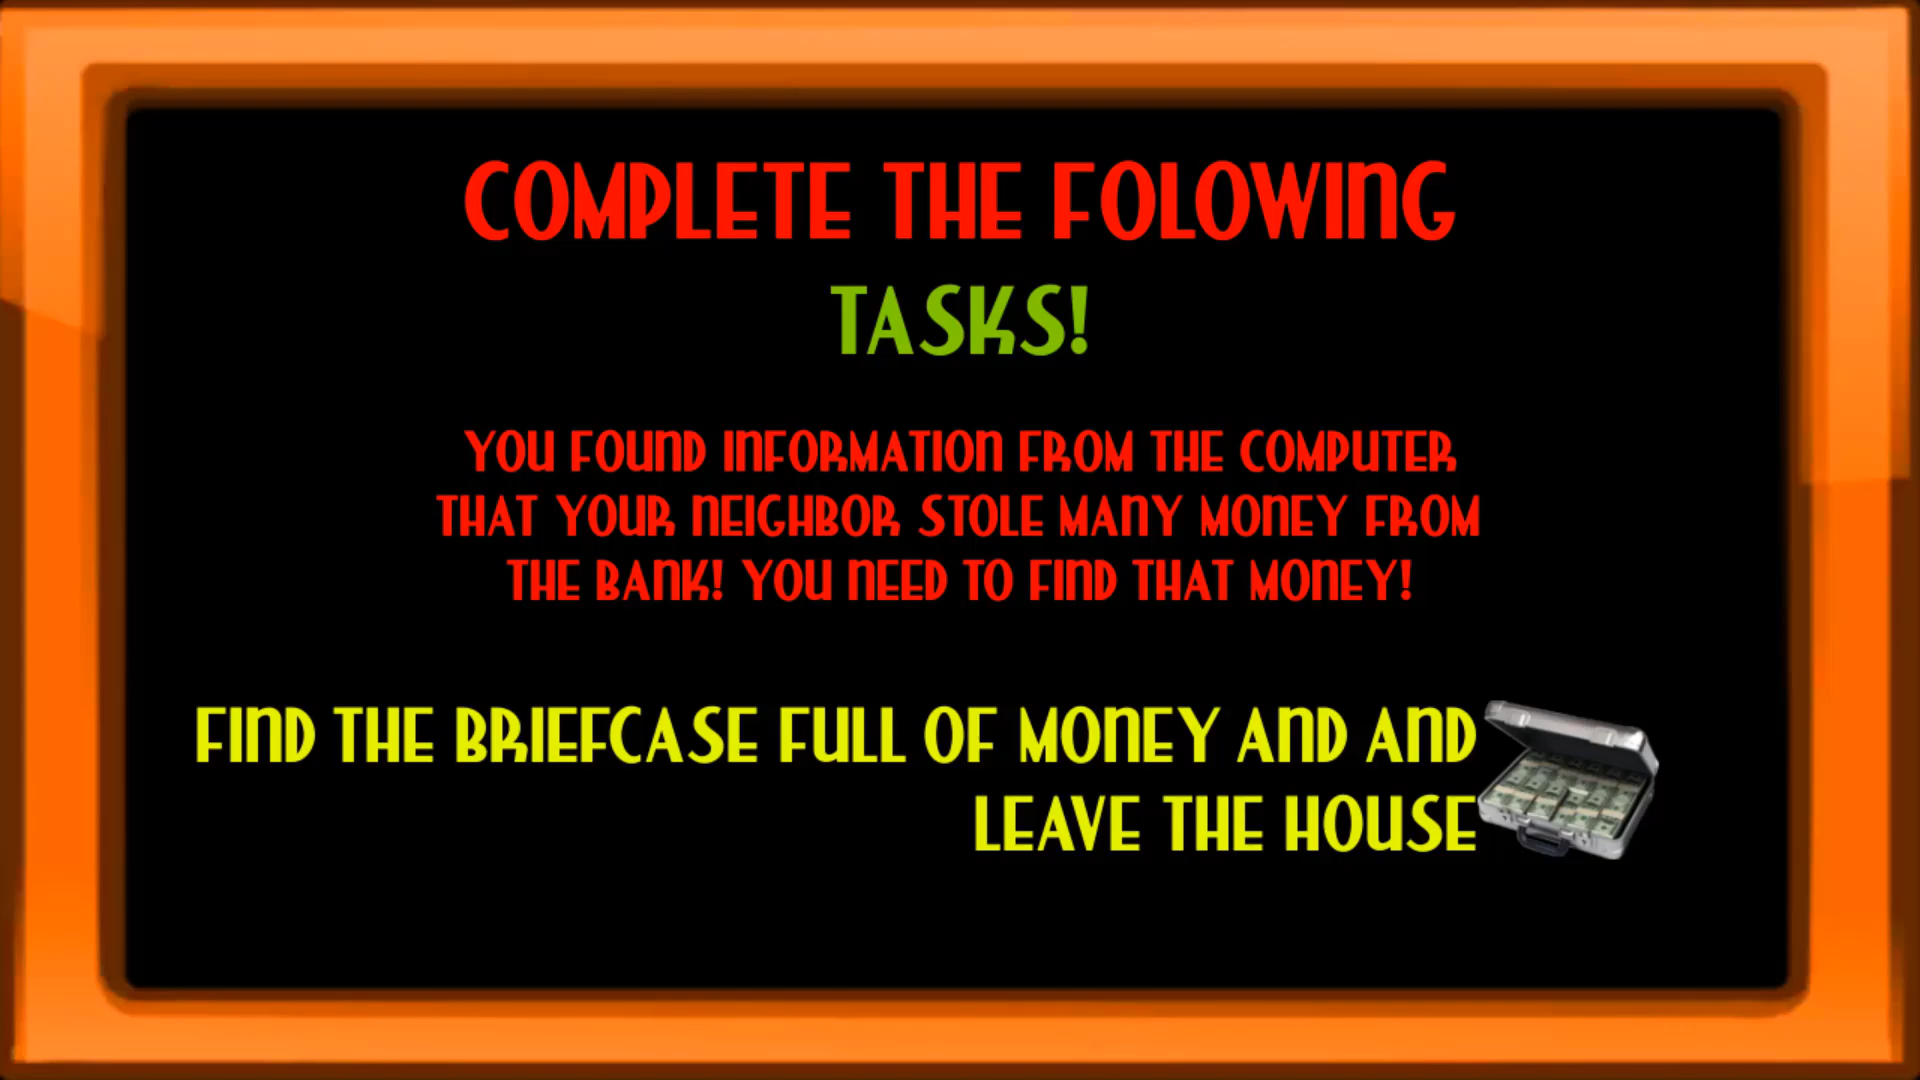 COMPLETE THE FOLOWING
TASKS!
YOU FOUND INFORMATION FROM THE COMPUTER
THAT YOUR NEIGHBOR STOLE MANY MONEY FROM
THE BANK! YOU NEED TO FIND THAT MONEY!
FIND THE BRIEFCASE FULL OF MONEY AND AND
LEAVE THE HOUSE